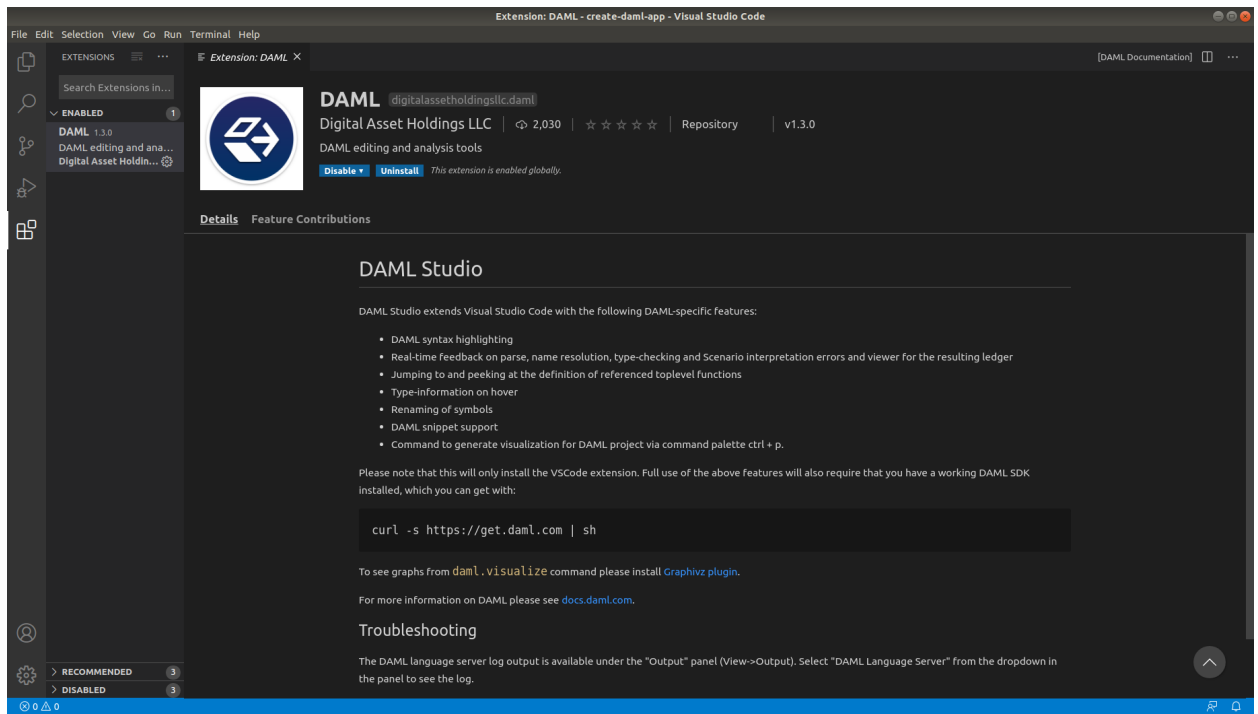 Extension: DAML - create-daml-app - Visual Studio Code
File Edit Selection View Go Run Terminal Help
EXTENSIONS
Extension: DAML
[DAML Documentation]
Search Extensions in...
ENABLED 1
DAML 1.3.0
DAML editing and ana...
Digital Asset Holdin...
DAML digitalassetholdingsllc.daml
Digital Asset Holdings LLC | 2,030 | Repository | v1.3.0
DAML editing and analysis tools
Disable Uninstall This extension is enabled globally.
Details Feature Contributions
DAML Studio
DAML Studio extends Visual Studio Code with the following DAML-specific features:
• DAML syntax highlighting
• Real-time feedback on parse, name resolution, type-checking and Scenario interpretation errors and viewer for the resulting ledger
• Jumping to and peeking at the definition of referenced toplevel functions
• Type-information on hover
• Renaming of symbols
• DAML snippet support
• Command to generate visualization for DAML project via command palette ctrl + p.
Please note that this will only install the VSCode extension. Full use of the above features will also require that you have a working DAML SDK
installed, which you can get with:
curl -s https://get.daml.com | sh
To see graphs from daml.visualize command please install Graphivz plugin.
For more information on DAML please see docs.daml.com.
Troubleshooting
The DAML language server log output is available under the "Output" panel (View->Output). Select "DAML Language Server" from the dropdown in
the panel to see the log.
RECOMMENDED 3
DISABLED 3
0 0